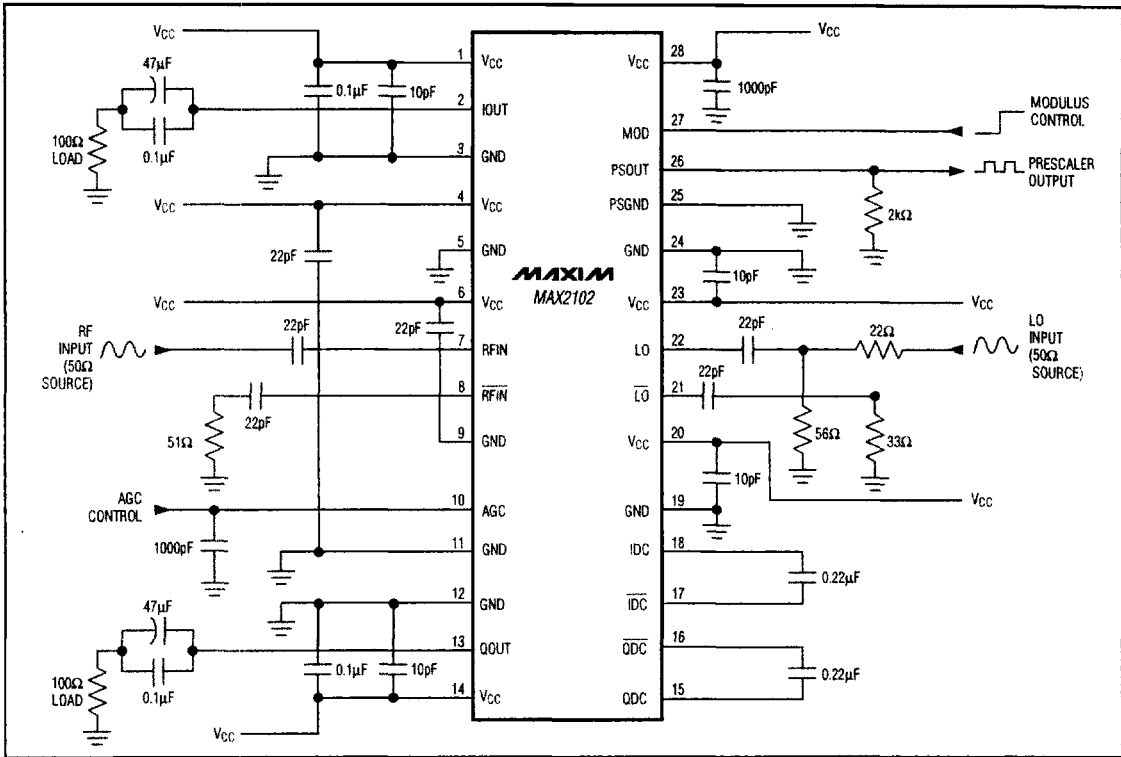 VCC
VCC
47µF
1
VCC
28
VCC
0.1µF
10pF
1000pF
2
IOUT
100Ω
LOAD
0.1µF
MOD
27
MODULUS
CONTROL
3
GND
PSOUT
26
PRESCALER
OUTPUT
VCC
4
VCC
PSGND
25
2kΩ
22pF
5
GND
GND
24
MAXIM
MAX2102
10pF
VCC
6
VCC
VCC
23
VCC
RF
INPUT
(50Ω
SOURCE)
22pF
22pF
7
RFIN
LO
22
22pF
22Ω
LO
INPUT
(50Ω
SOURCE)
8
RFIN
LO
21
22pF
22pF
51Ω
9
GND
VCC
20
56Ω
33Ω
10pF
VCC
AGC
CONTROL
10
AGC
GND
19
1000pF
11
GND
IDC
18
0.22µF
12
GND
IDC
17
47µF
13
QOUT
QDC
16
0.1µF
10pF
0.22µF
100Ω
LOAD
0.1µF
14
VCC
QDC
15
VCC